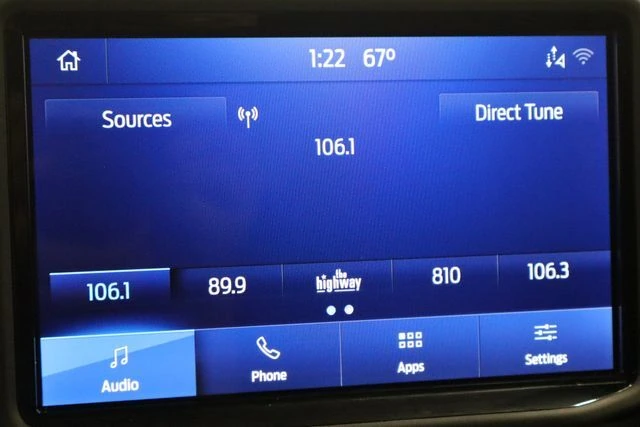 1:22 67º
Sources
Direct Tune
106.1
106.1 89.9 the highway 810 106.3
Audio Phone Apps Settings